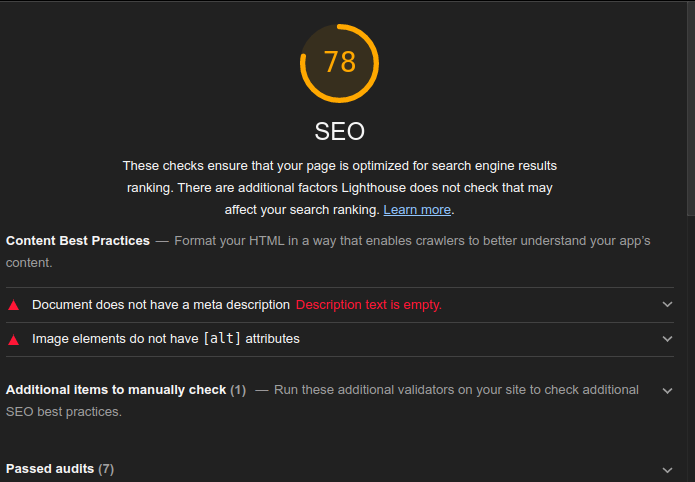 78
SEO
These checks ensure that your page is optimized for search engine results
ranking. There are additional factors Lighthouse does not check that may
affect your search ranking. Learn more.
Content Best Practices — Format your HTML in a way that enables crawlers to better understand your app's
content.
Document does not have a meta description Description text is empty.
Image elements do not have [alt] attributes
Additional items to manually check (1) — Run these additional validators on your site to check additional
SEO best practices.
Passed audits (7)